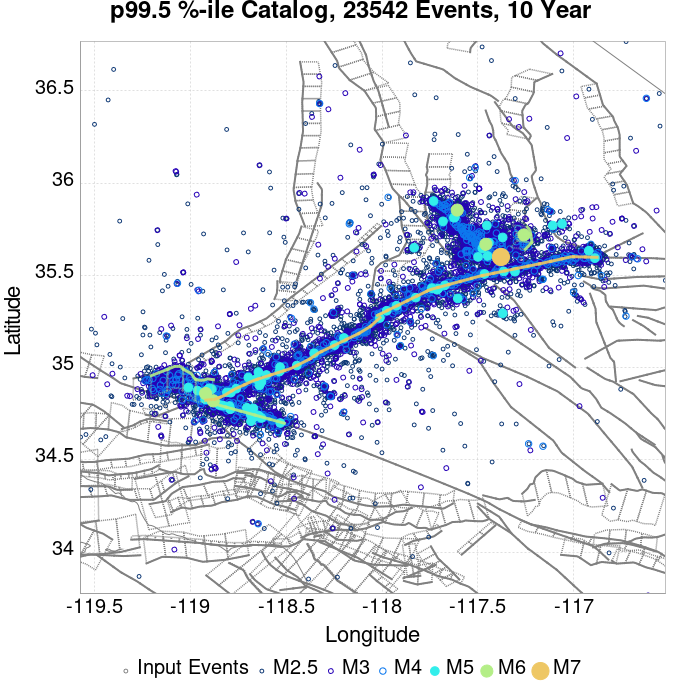 p99.5 %-ile Catalog, 23542 Events, 10 Year
36.5
36
35.5
35
34.5
34
Latitude
-119.5 -119 -118.5 -118 -117.5 -117
Longitude
Input Events M2.5 M3 M4 M5 M6 M7